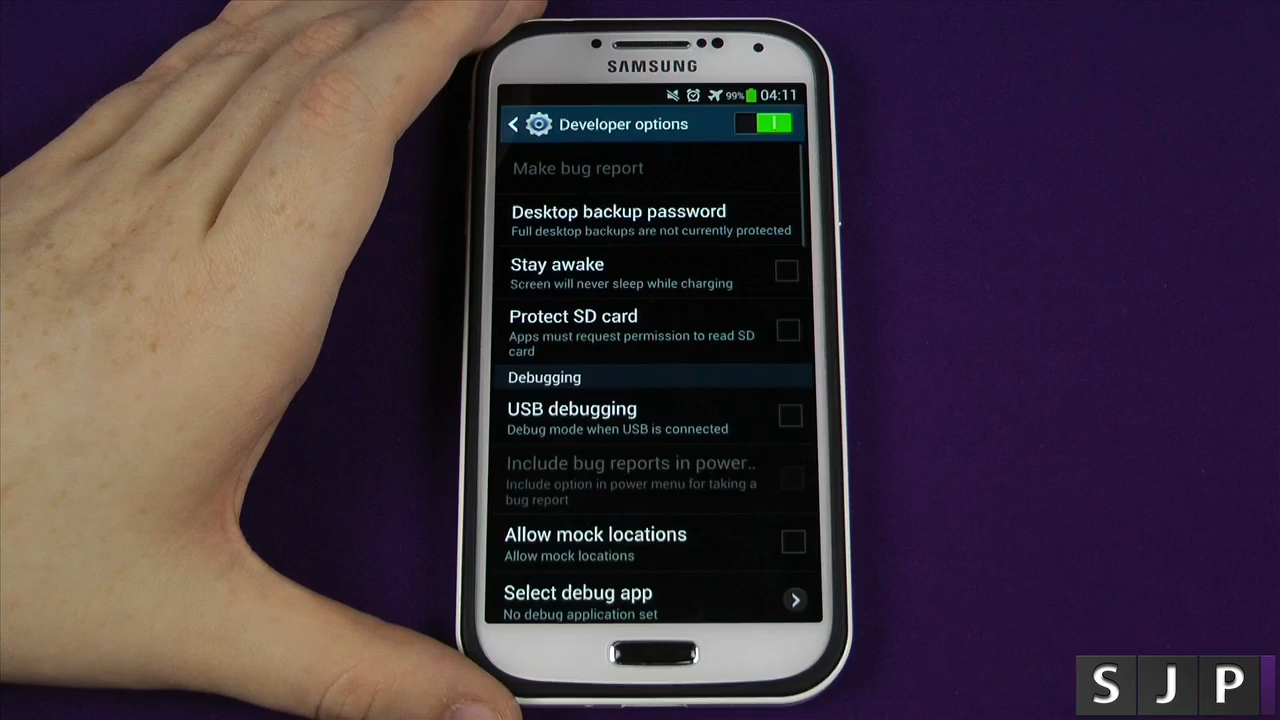 SAMSUNG
99% 04:11
Developer options
Make bug report
Desktop backup password
Full desktop backups are not currently protected
Stay awake
Screen will never sleep while charging
Protect SD card
Apps must request permission to read SD
card
Debugging
USB debugging
Debug mode when USB is connected
Include bug reports in power..
Include option in power menu for taking a
bug report
Allow mock locations
Allow mock locations
Select debug app
No debug application set
S J P